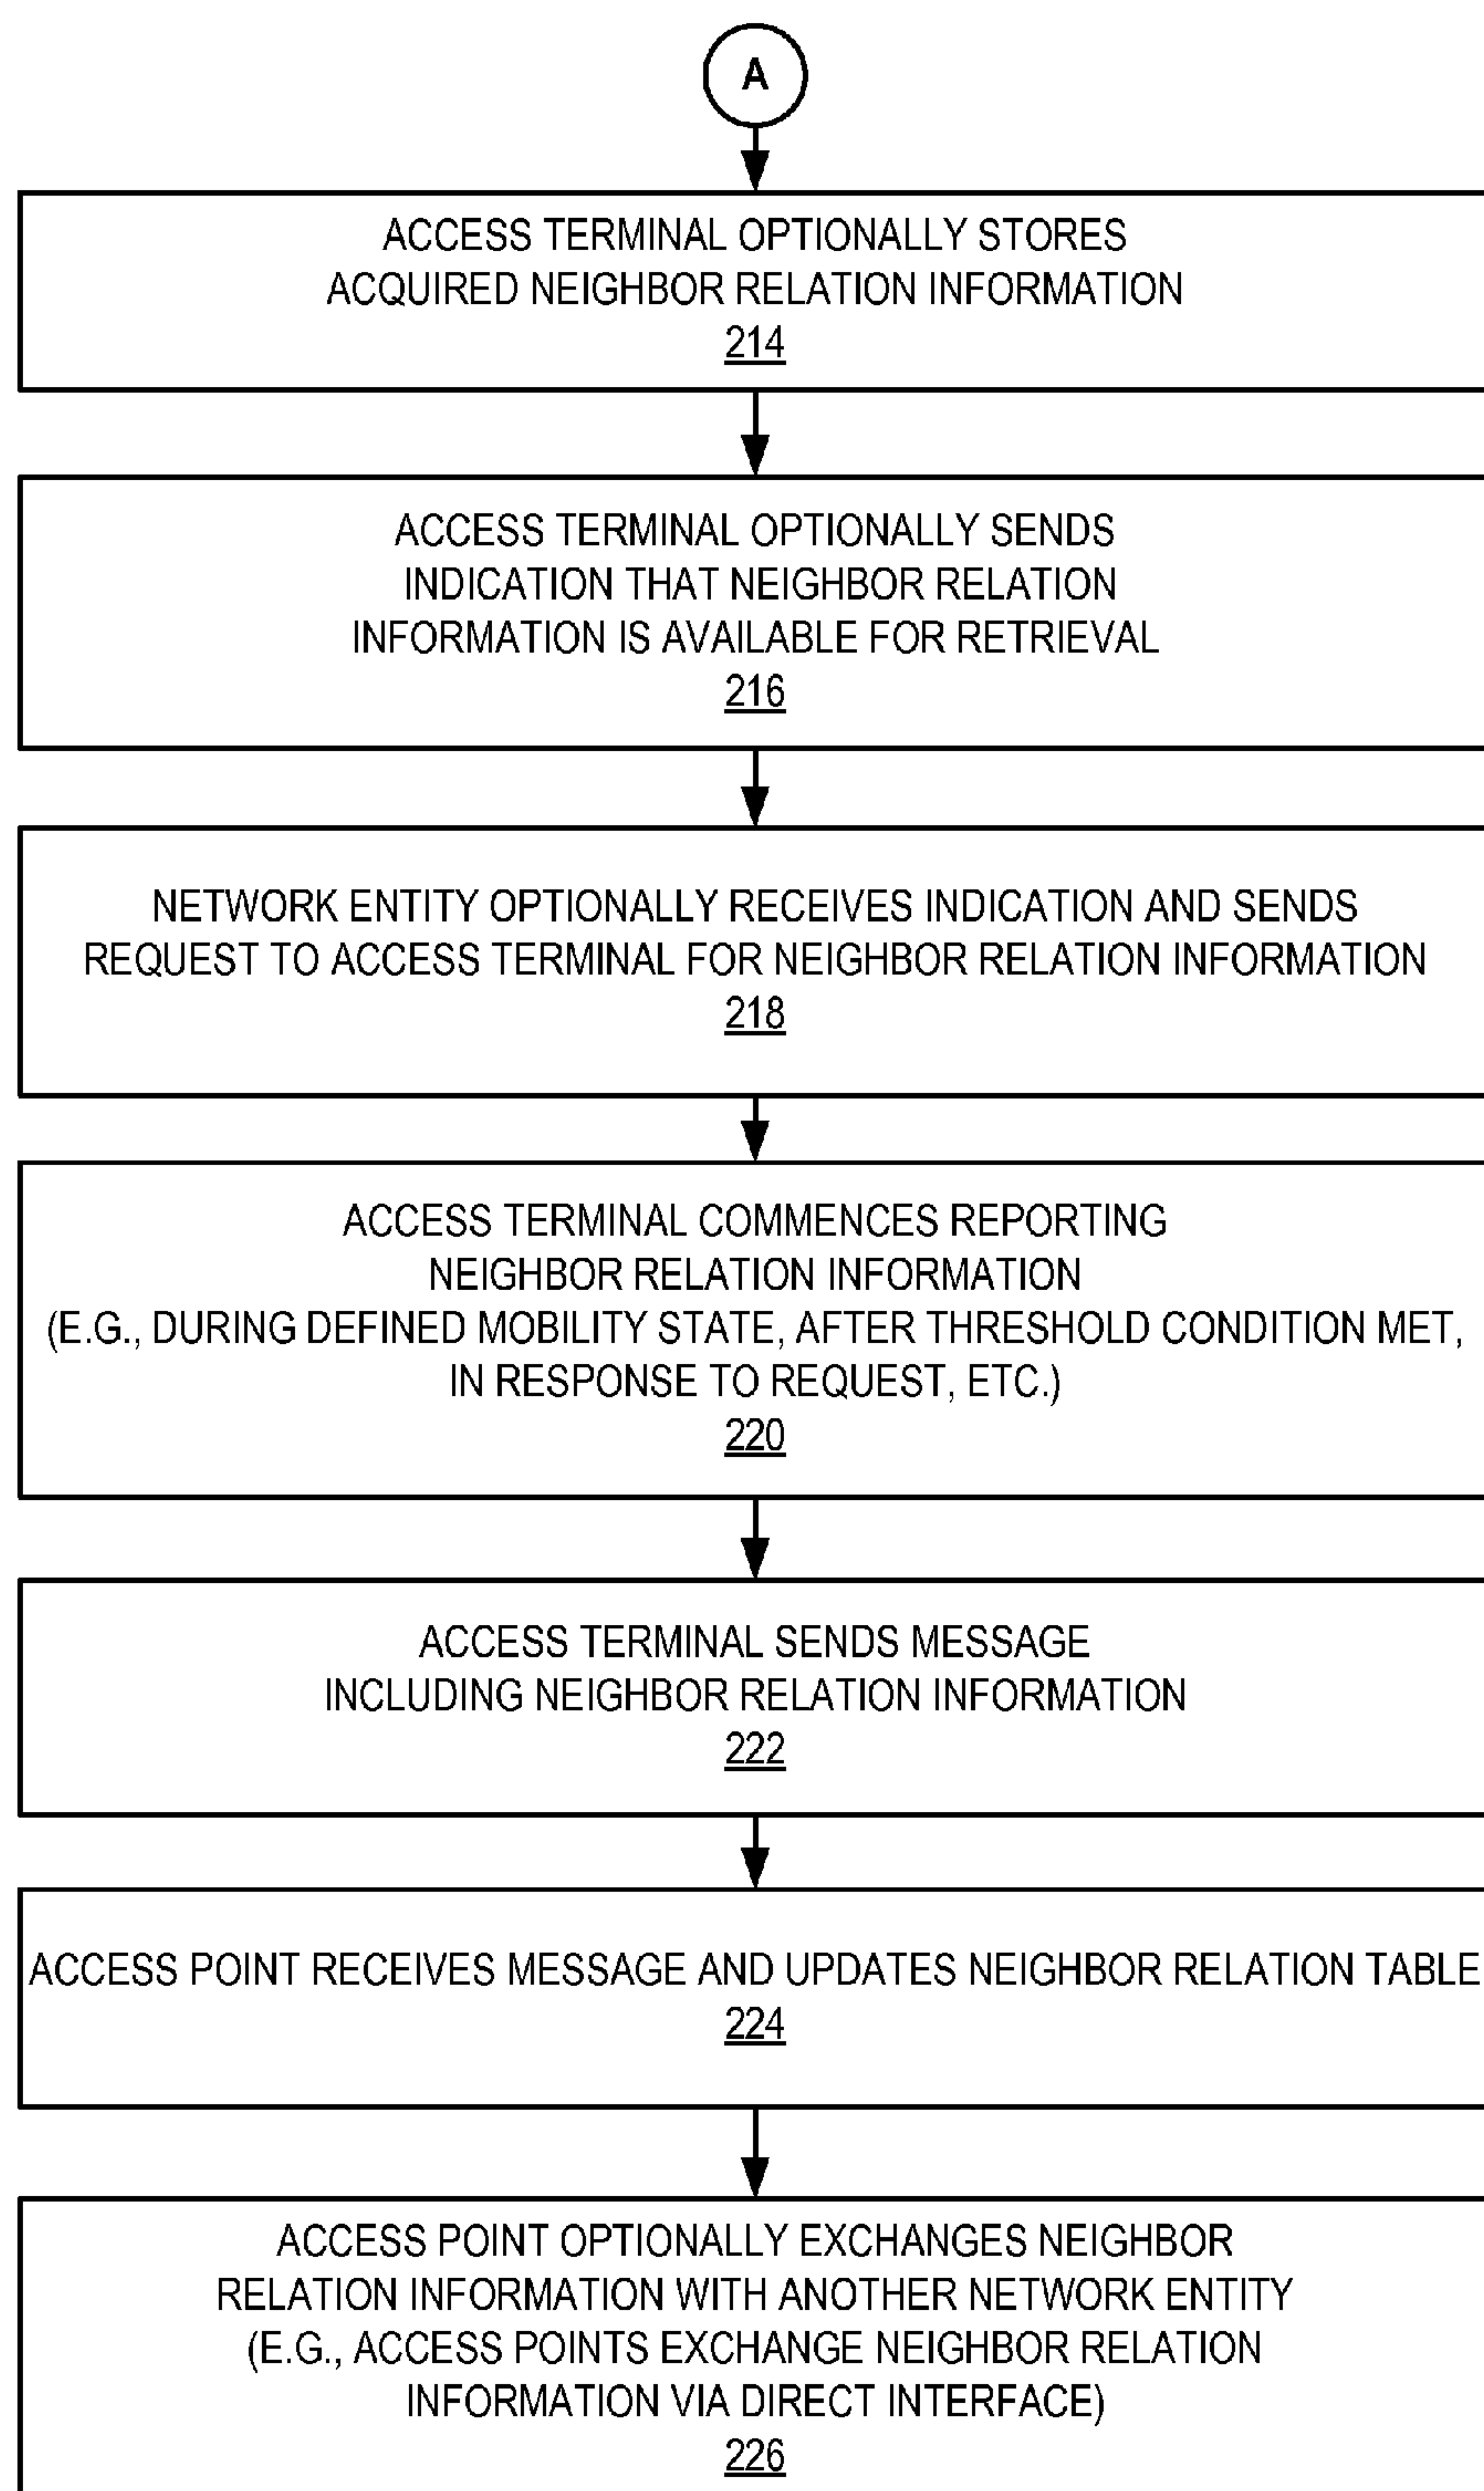 A
ACCESS TERMINAL OPTIONALLY STORES
ACQUIRED NEIGHBOR RELATION INFORMATION
214
ACCESS TERMINAL OPTIONALLY SENDS
INDICATION THAT NEIGHBOR RELATION
INFORMATION IS AVAILABLE FOR RETRIEVAL
216
NETWORK ENTITY OPTIONALLY RECEIVES INDICATION AND SENDS
REQUEST TO ACCESS TERMINAL FOR NEIGHBOR RELATION INFORMATION
218
ACCESS TERMINAL COMMENCES REPORTING
NEIGHBOR RELATION INFORMATION
(E.G., DURING DEFINED MOBILITY STATE, AFTER THRESHOLD CONDITION MET,
IN RESPONSE TO REQUEST, ETC.)
220
ACCESS TERMINAL SENDS MESSAGE
INCLUDING NEIGHBOR RELATION INFORMATION
222
ACCESS POINT RECEIVES MESSAGE AND UPDATES NEIGHBOR RELATION TABLE
224
ACCESS POINT OPTIONALLY EXCHANGES NEIGHBOR
RELATION INFORMATION WITH ANOTHER NETWORK ENTITY
(E.G., ACCESS POINTS EXCHANGE NEIGHBOR RELATION
INFORMATION VIA DIRECT INTERFACE)
226